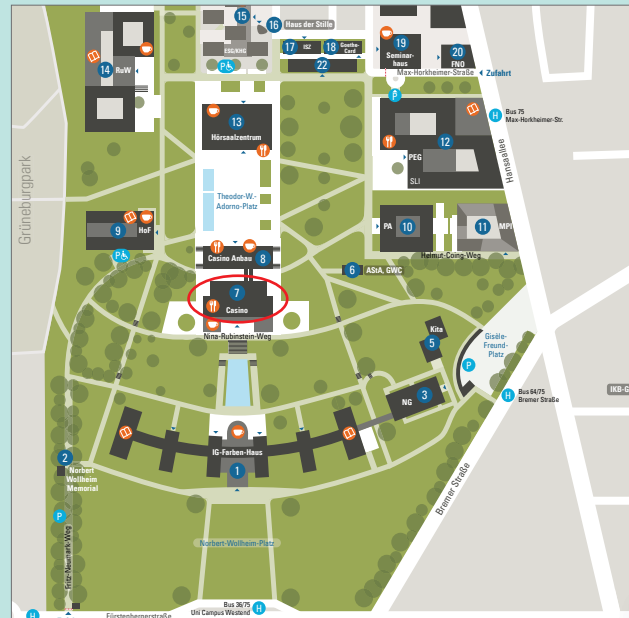 15
16
Haus der Stille
ESG/KHG
17
ISZ
18
Goethe-
Card
22
19
Seminar-
haus
20
FNO
Max-Horkheimer-Straße
Zufahrt
14
RuW
P
13
Hörsaalzentrum
12
PEG
SLI
H
Bus 75
Max-Horkheimer-Str.
Hansaallee
Grüneburgpark
Theodor-W.-
Adorno-Platz
9
HoF
P
PA
10
11
MPI
Helmut-Coing-Weg
Casino Anbau
8
6
AStA, GWC
7
Casino
Nina-Rubinstein-Weg
Kita
5
Gisèle-
Freund-
Platz
P
NG
3
H
Bus 64/75
Bremer Straße
IKB-G
IG-Farben-Haus
1
2
Norbert
Wollheim
Memorial
P
Fritz-Neumark-Weg
Bremer Straße
Norbert-Wollheim-Platz
H
Fürstenbergerstraße
Bus 36/75
Uni Campus Westend
H